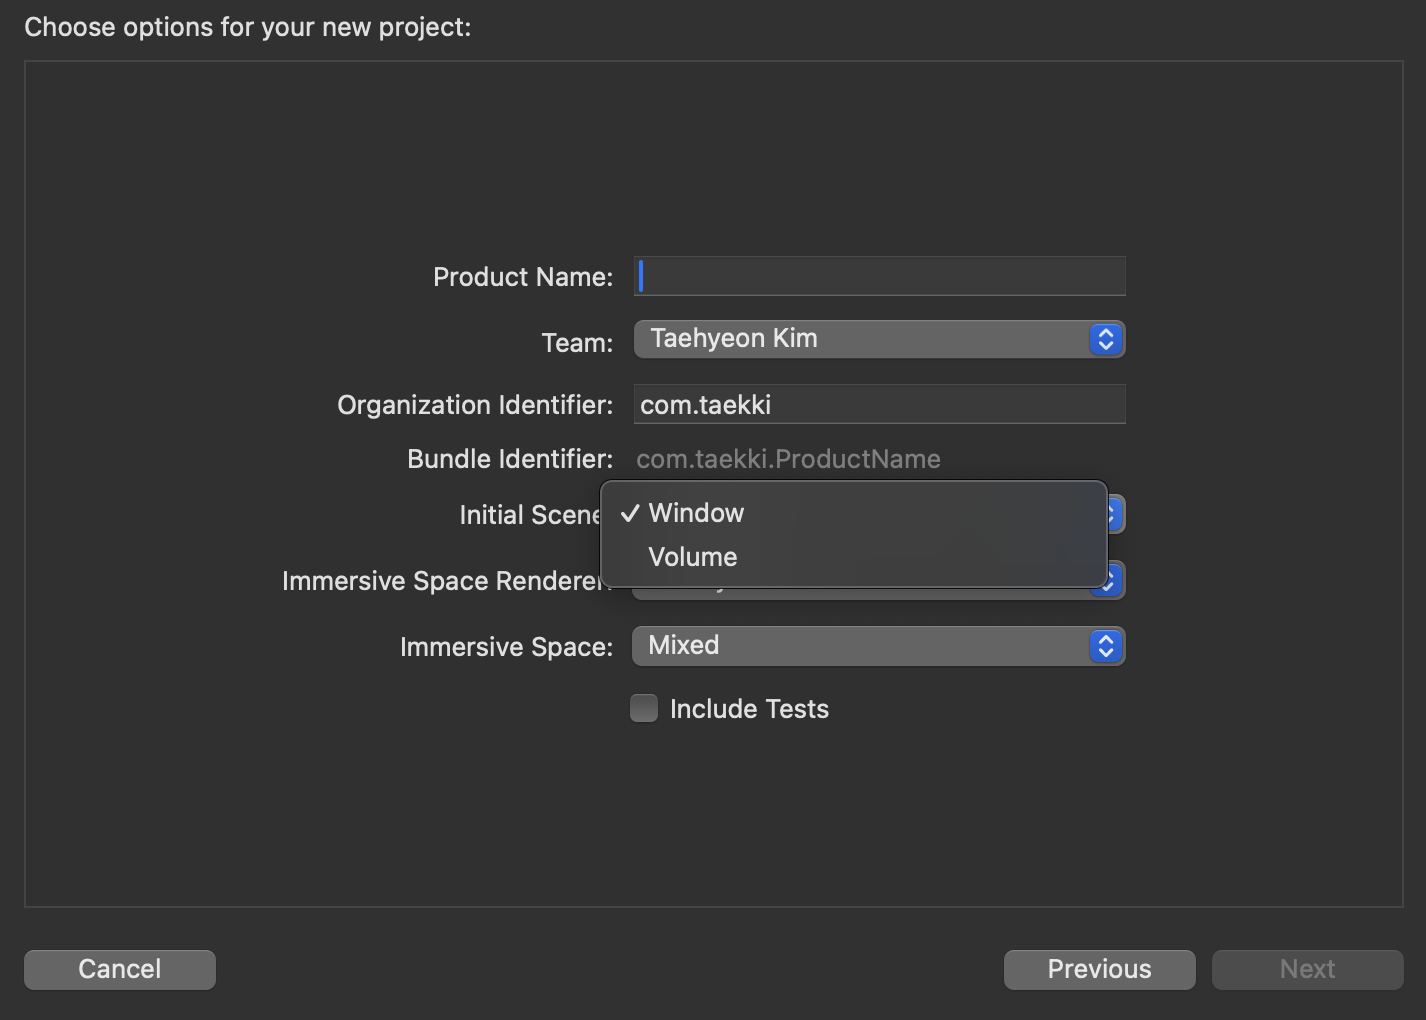 Choose options for your new project:
Product Name:
Team: Taehyeon Kim
Organization Identifier: com.taekki
Bundle Identifier: com.taekki.ProductName
Initial Scene
✓ Window
Volume
Immersive Space Renderer:
Immersive Space: Mixed
Include Tests
Cancel
Previous
Next